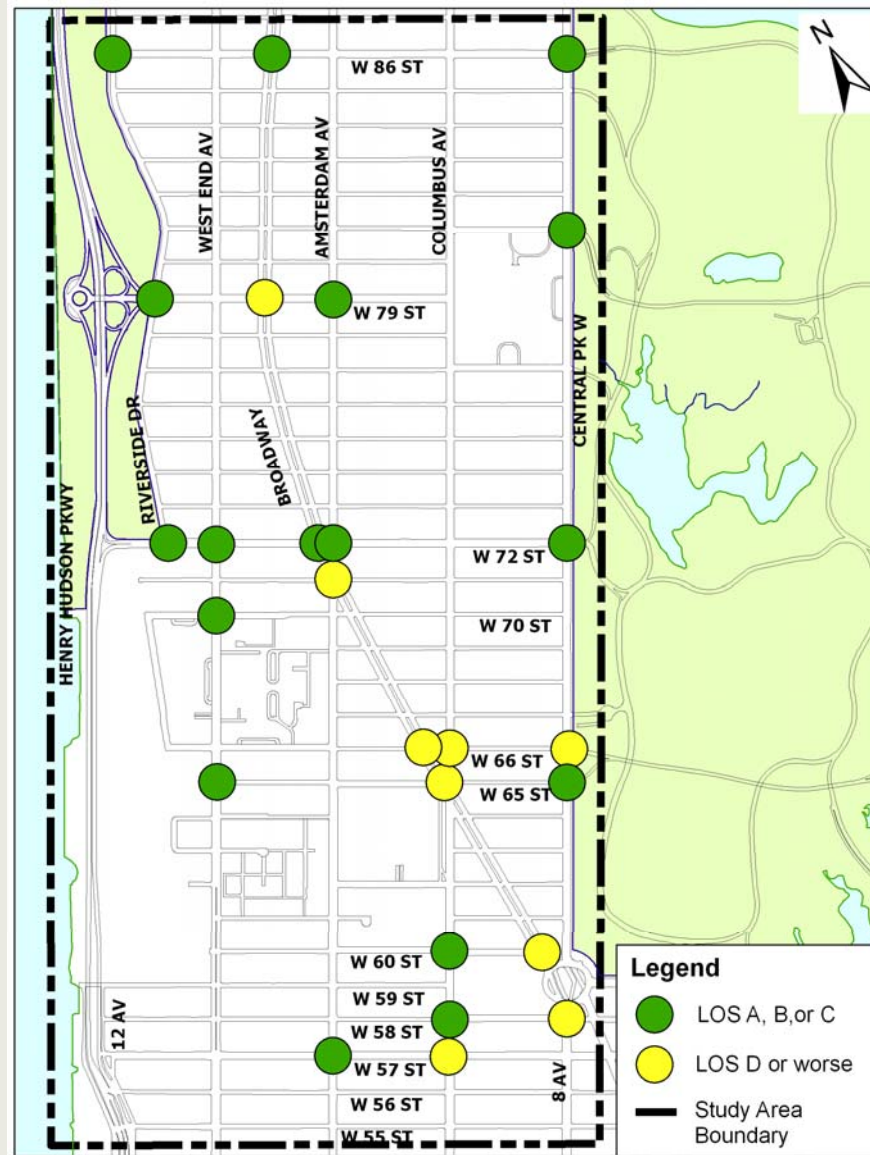 N
W 86 ST
WEST END AV
AMSTERDAM AV
COLUMBUS AV
W 79 ST
CENTRAL PK W
RIVERSIDE DR
BROADWAY
HENRY HUDSON PKWY
W 72 ST
W 70 ST
W 66 ST
W 65 ST
W 60 ST
W 59 ST
W 58 ST
12 AV
W 57 ST
8 AV
W 56 ST
W 55 ST
Legend
LOS A, B,or C
LOS D or worse
Study Area
Boundary